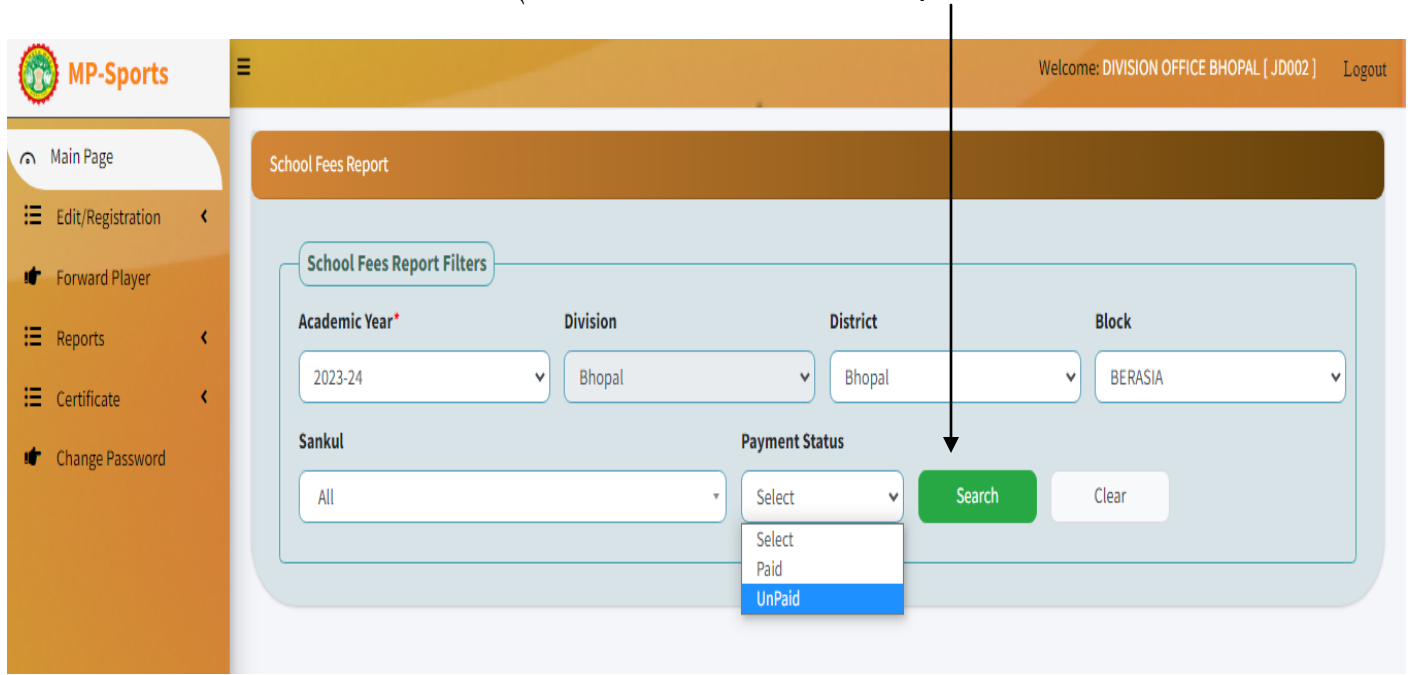 MP-Sports
Welcome: DIVISION OFFICE BHOPAL [ JD002 ] Logout
Main Page
Edit/Registration
Forward Player
Reports
Certificate
Change Password
School Fees Report
School Fees Report Filters
Academic Year* Division District Block
2023-24 Bhopal Bhopal BERASIA
Sankul Payment Status
All Select Search Clear
Select
Paid
UnPaid